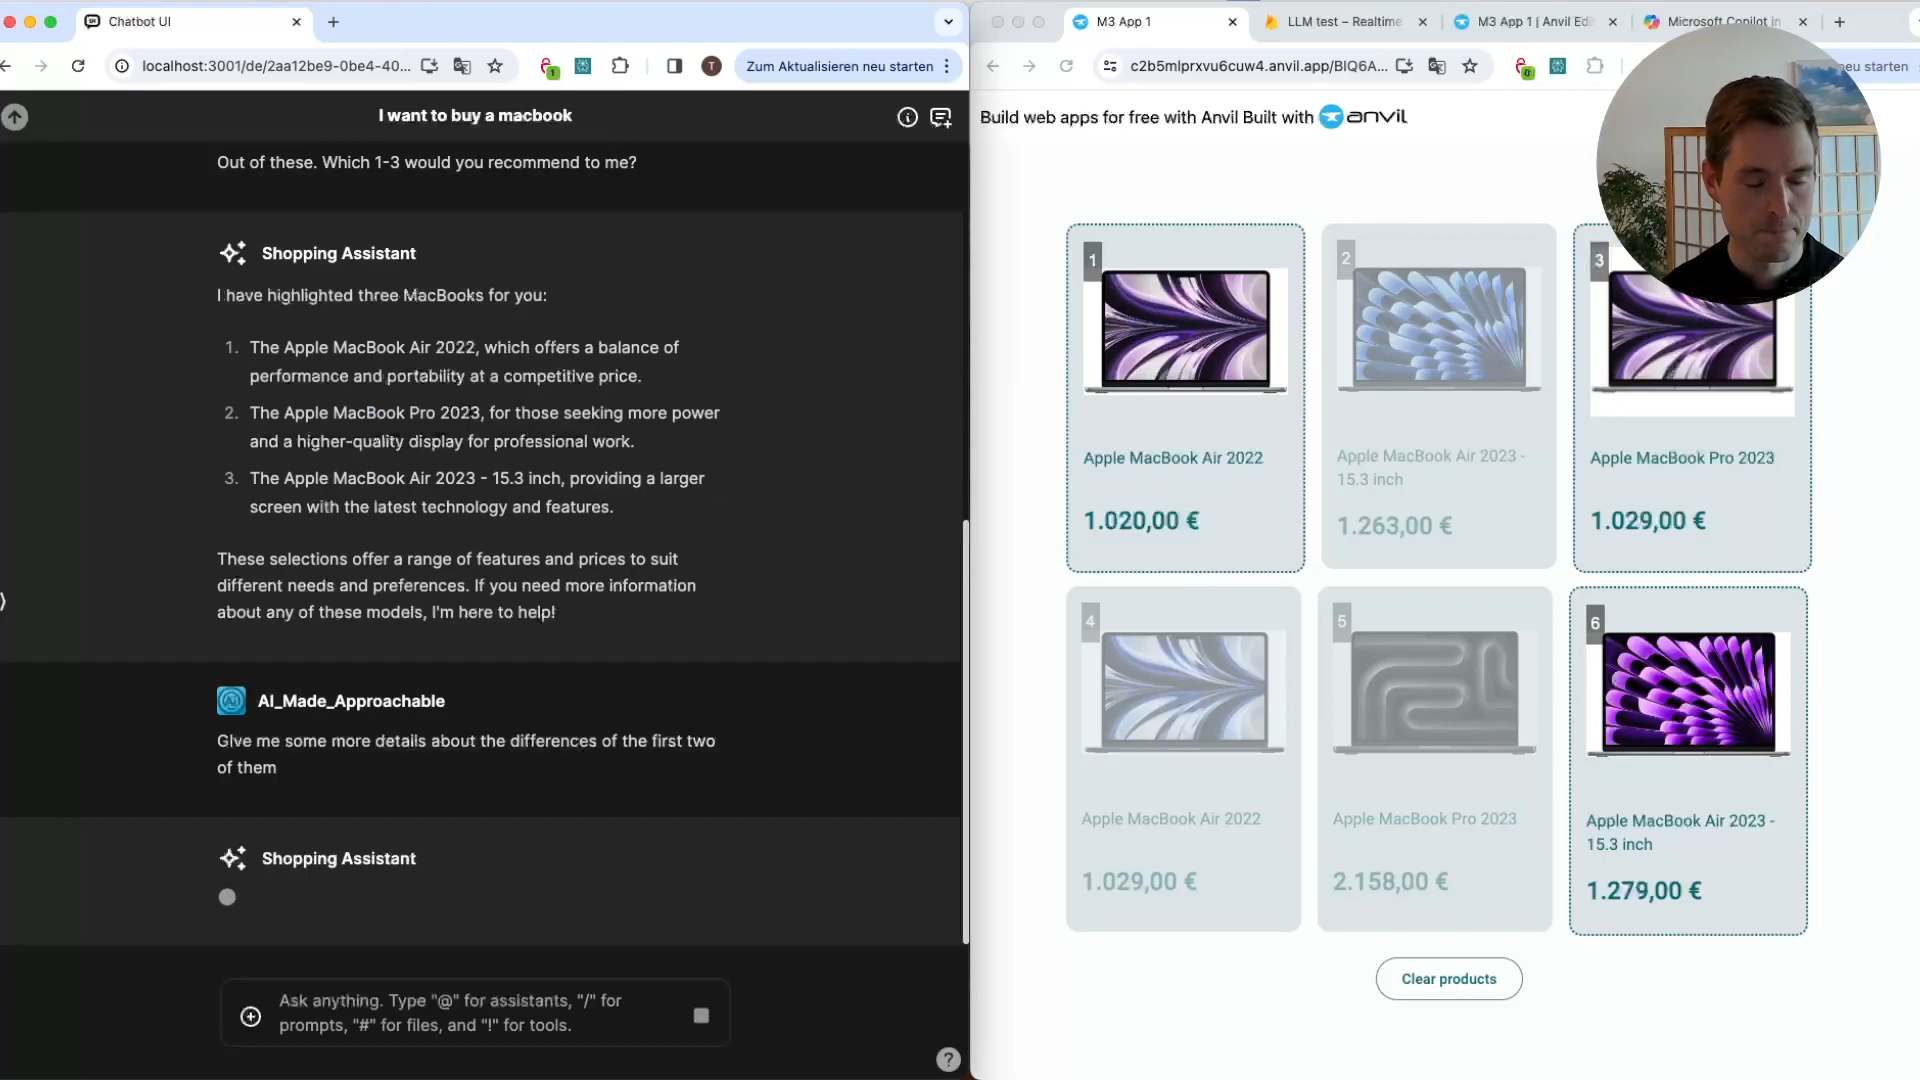 Chatbot UI
localhost:3001/de/2aa12be9-0be4-40...
1
T
Zum Aktualisieren neu starten
I want to buy a macbook
Out of these. Which 1-3 would you recommend to me?
Shopping Assistant
I have highlighted three MacBooks for you:
1. The Apple MacBook Air 2022, which offers a balance of
performance and portability at a competitive price.
2. The Apple MacBook Pro 2023, for those seeking more power
and a higher-quality display for professional work.
3. The Apple MacBook Air 2023 - 15.3 inch, providing a larger
screen with the latest technology and features.
These selections offer a range of features and prices to suit
different needs and preferences. If you need more information
about any of these models, I'm here to help!
AI_Made_Approachable
Give me some more details about the differences of the first two
of them
Shopping Assistant
Ask anything. Type "@" for assistants, "/" for
prompts, "#" for files, and "!" for tools.
?
M3 App 1
LLM test – Realtime
M3 App 1 | Anvil Edi
Microsoft Copilot in
c2b5mlprxvu6cuw4.anvil.app/BIQ6A...
0
neu starten
Build web apps for free with Anvil Built with anvil
1
Apple MacBook Air 2022
1.020,00 €
2
Apple MacBook Air 2023 -
15.3 inch
1.263,00 €
3
Apple MacBook Pro 2023
1.029,00 €
4
Apple MacBook Air 2022
1.029,00 €
5
Apple MacBook Pro 2023
2.158,00 €
6
Apple MacBook Air 2023 -
15.3 inch
1.279,00 €
Clear products